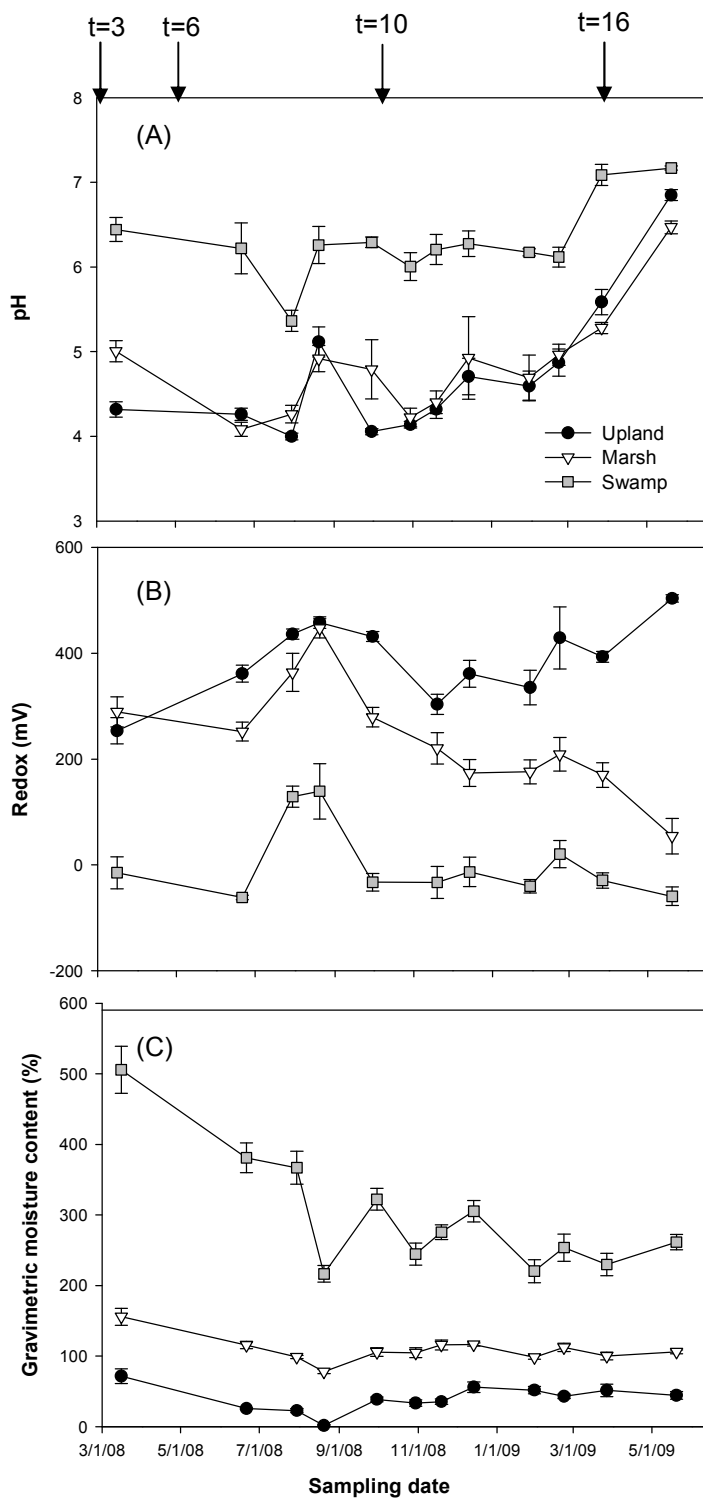 t=3 t=6 t=10 t=16
8
(A)
7
6
pH
5
4
Upland
Marsh
Swamp
3
600
(B)
400
Redox (mV)
200
0
-200
600
(C)
500
400
Gravimetric moisture content (%)
300
200
100
0
3/1/08 5/1/08 7/1/08 9/1/08 11/1/08 1/1/09 3/1/09 5/1/09
Sampling date